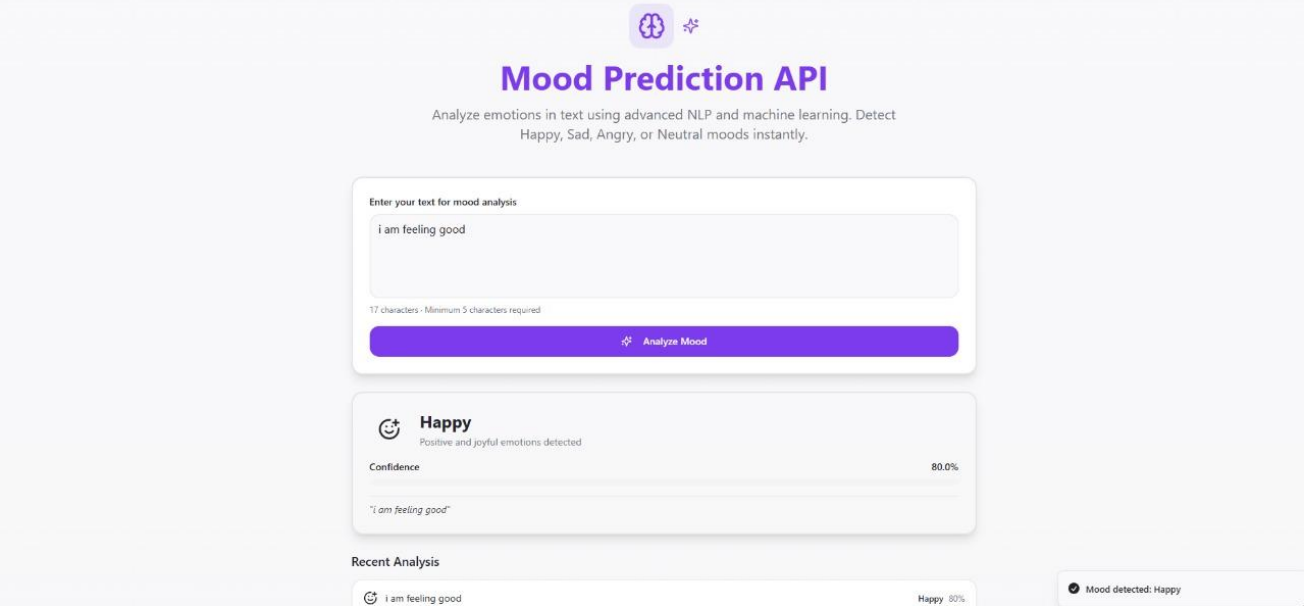 Mood Prediction API
Analyze emotions in text using advanced NLP and machine learning. Detect
Happy, Sad, Angry, or Neutral moods instantly.
Enter your text for mood analysis
i am feeling good
17 characters · Minimum 5 characters required
Analyze Mood
Happy
Positive and joyful emotions detected
Confidence 80.0%
"i am feeling good"
Recent Analysis
i am feeling good Happy 80%
Mood detected: Happy